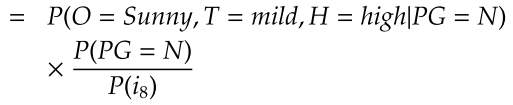 = P(O = Sunny, T = mild, H = high|PG = N)
× P(PG = N)
P(i₈)